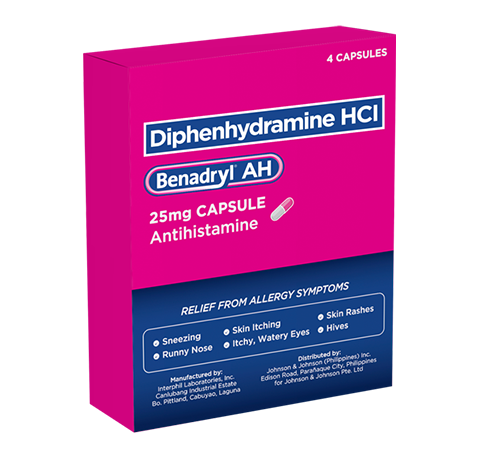 4 CAPSULES
Diphenhydramine HCl
Benadryl® AH
25mg CAPSULE
Antihistamine
RELIEF FROM ALLERGY SYMPTOMS
Sneezing
Runny Nose
Skin Itching
Itchy, Watery Eyes
Skin Rashes
Hives
Manufactured by:
Interphil Laboratories, Inc.
Canlubang Industrial Estate
Bo. Pittland, Cabuyao, Laguna
Distributed by:
Johnson & Johnson (Philippines) Inc.
Edison Road, Parañaque City, Philippines
for Johnson & Johnson Pte. Ltd